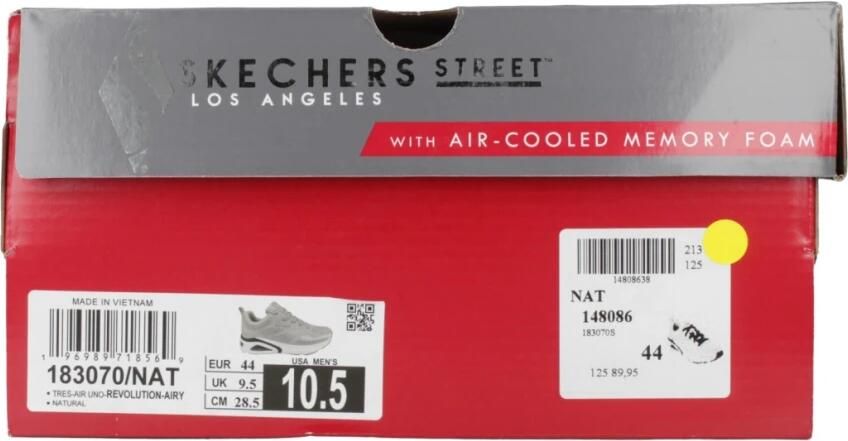 SKECHERS STREET™
LOS ANGELES
WITH AIR-COOLED MEMORY FOAM
213
125
14808638
NAT
148086
183070S
44
125 89,95
MADE IN VIETNAM
1 96989 71856 9
183070/NAT
• TRES-AIR UNO-REVOLUTION-AIRY
• NATURAL
EUR 44
UK 9.5
CM 28.5
USA MEN'S
10.5